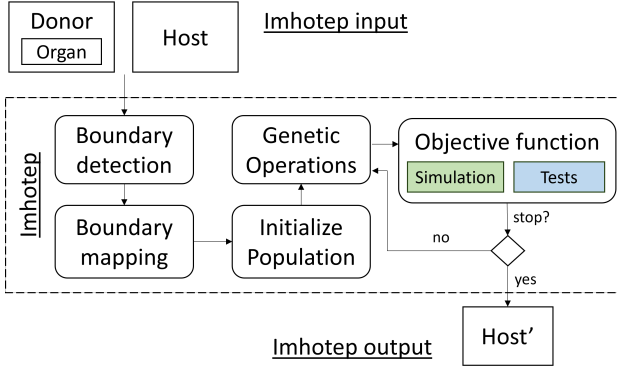 Donor
Organ
Host
Imhotep input
Imhotep
Boundary
detection
Boundary
mapping
Genetic
Operations
Initialize
Population
Objective function
Simulation
Tests
stop?
no
yes
Host’
Imhotep output